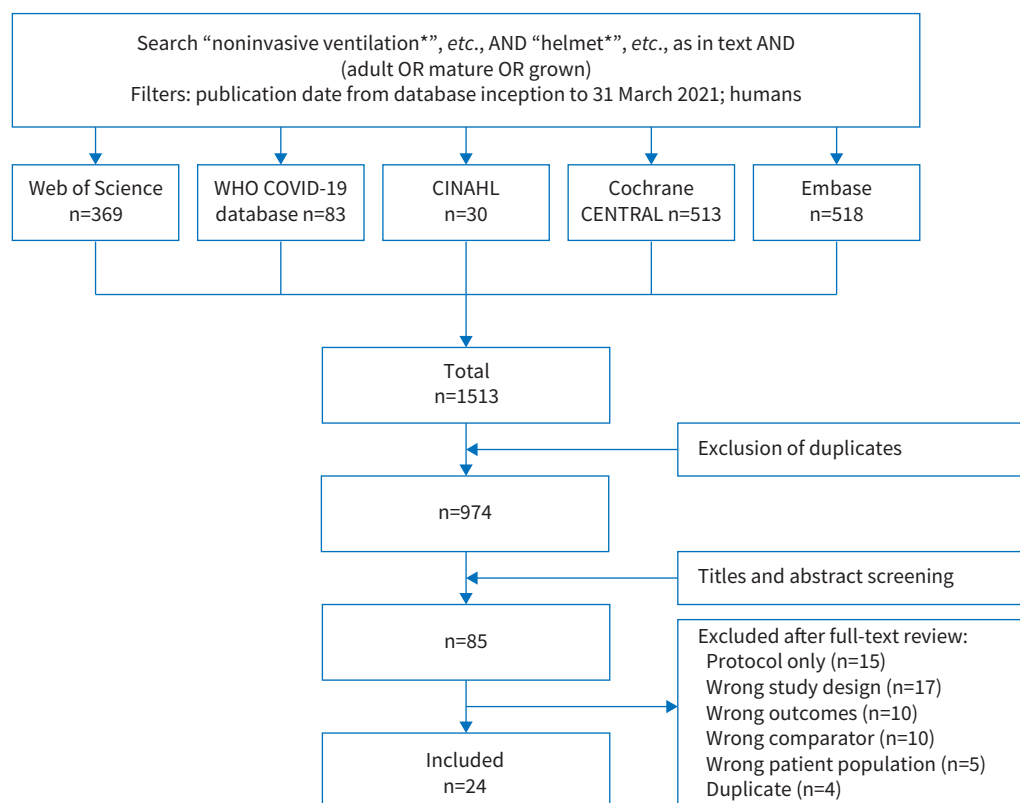 Search “noninvasive ventilation*”, etc., AND “helmet*”, etc., as in text AND
(adult OR mature OR grown)
Filters: publication date from database inception to 31 March 2021; humans
Web of Science
n=369
WHO COVID-19
database n=83
CINAHL
n=30
Cochrane
CENTRAL n=513
Embase
n=518
Total
n=1513
Exclusion of duplicates
n=974
Titles and abstract screening
n=85
Excluded after full-text review:
Protocol only (n=15)
Wrong study design (n=17)
Wrong outcomes (n=10)
Wrong comparator (n=10)
Wrong patient population (n=5)
Duplicate (n=4)
Included
n=24